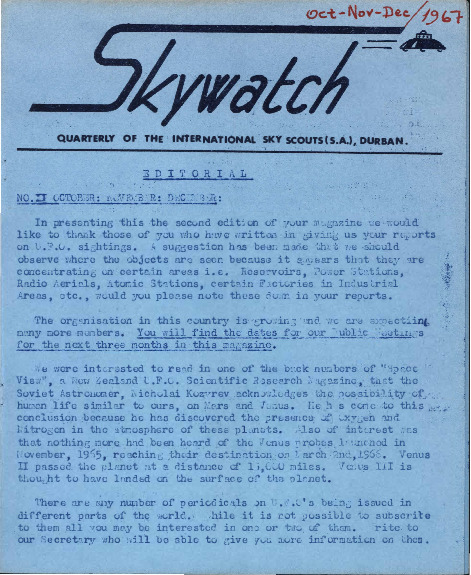 Oct-Nov-Dec/1967
Skywatch
QUARTERLY OF THE INTERNATIONAL SKY SCOUTS (S.A.), DURBAN.
EDITORIAL
NO.II OCTOBER: NOVEMBER: DECEMBER:
In presenting this the second edition of your magazine we would
like to thank those of you who have written in giving us your reports
on U.F.O. sightings. A suggestion has been made that we should
observe where the objects are seen because it appears that they are
concentrating on certain areas i.e. Reservoirs, Power Stations,
Radio Aerials, Atomic Stations, certain Factories in Industrial
Areas, etc., would you please note these down in your reports.
The organisation in this country is growing and we are expecting
many more members. You will find the dates for our Public Meetings
for the next three months in this magazine.
We were interested to read in one of the back numbers of "Space
View", a New Zealand U.F.O. Scientific Research Magazine, that the
Soviet Astronomer, Nicholai Kozyrev acknowledges the possibility of
human life similar to ours, on Mars and Venus. He has come to this
conclusion because he has discovered the presence of Oxygen and
Nitrogen in the atmosphere of these planets. Also of interest was
that nothing more had been heard of the Venus probes launched in
November, 1965, reaching their destination on March 2nd, 1966. Venus
II passed the planet at a distance of miles. Venus III is
thought to have landed on the surface of the planet.
There are any number of periodicals on U.F.O's being issued in
different parts of the world. While it is not possible to subscribe
to them all you may be interested in one or two of them. Write to
our Secretary who will be able to give you more information on them.